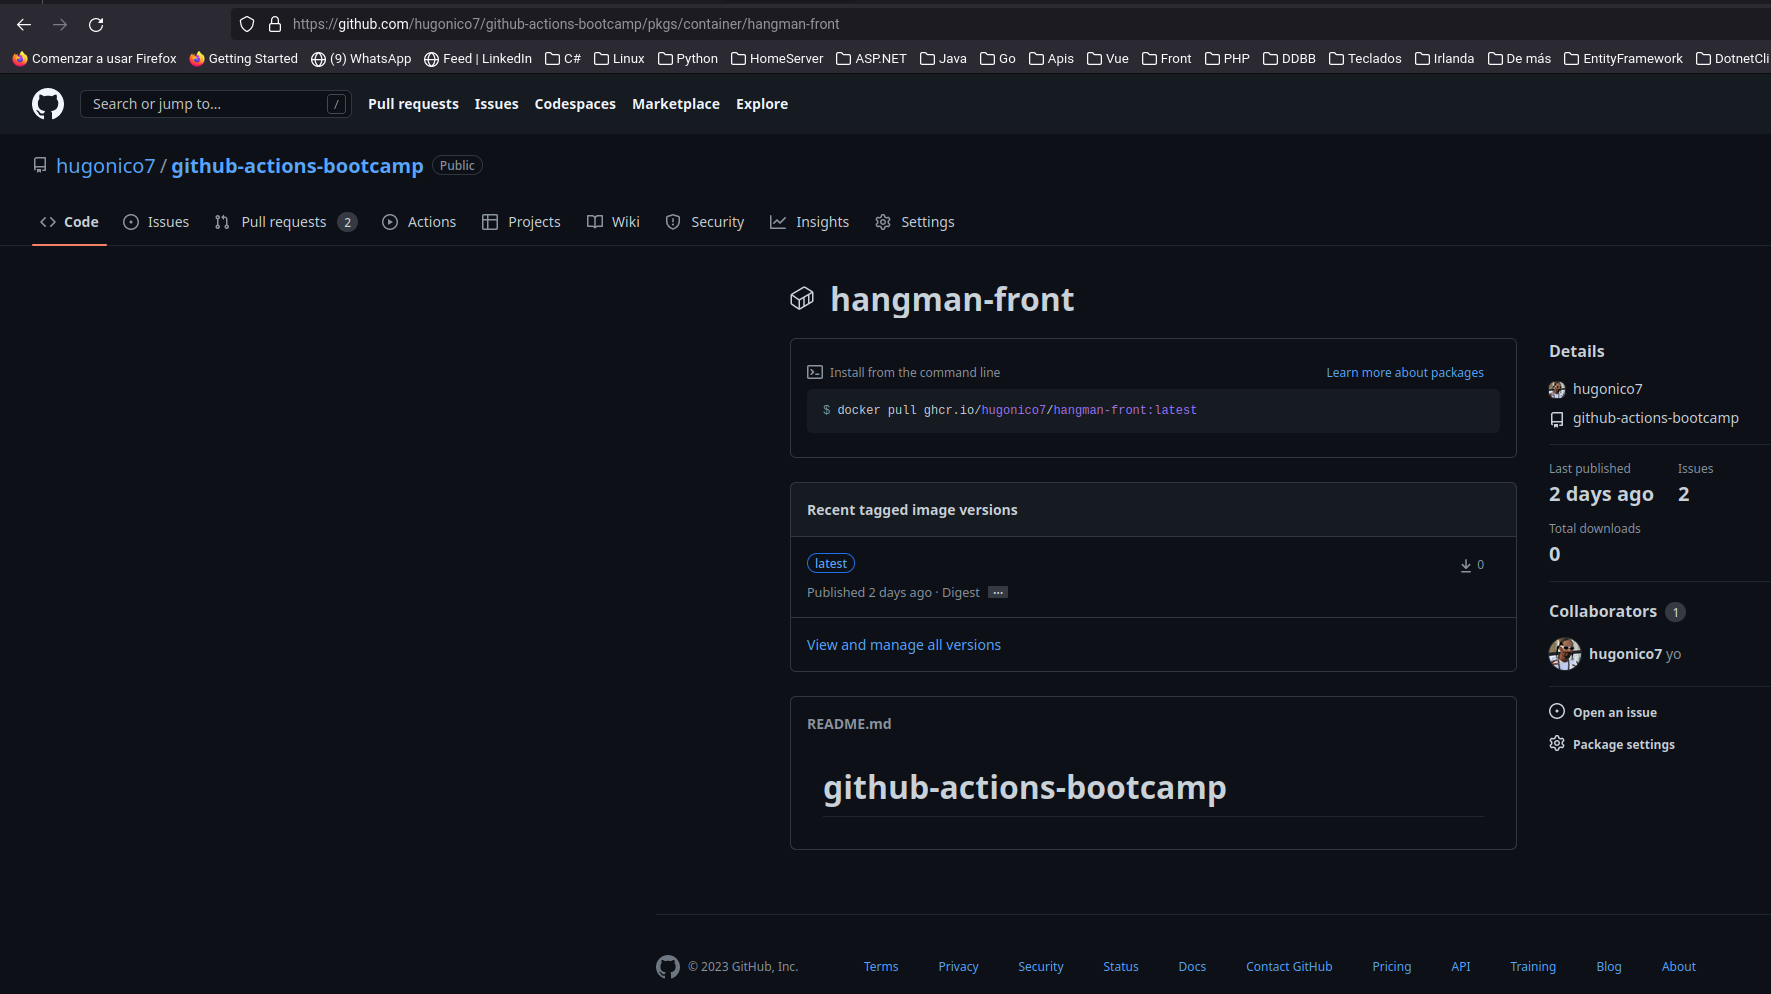 https://github.com/hugonico7/github-actions-bootcamp/pkgs/container/hangman-front
Comenzar a usar Firefox Getting Started (9) WhatsApp Feed | LinkedIn C# Linux Python HomeServer ASP.NET Java Go Apis Vue Front PHP DDBB Teclados Irlanda De más EntityFramework DotnetCli
Search or jump to... / Pull requests Issues Codespaces Marketplace Explore
hugonico7 / github-actions-bootcamp Public
Code Issues Pull requests 2 Actions Projects Wiki Security Insights Settings
hangman-front
Install from the command line Learn more about packages
$ docker pull ghcr.io/hugonico7/hangman-front:latest
Recent tagged image versions
latest 0
Published 2 days ago · Digest ...
View and manage all versions
README.md
github-actions-bootcamp
Details
hugonico7
github-actions-bootcamp
Last published Issues
2 days ago 2
Total downloads
0
Collaborators 1
hugonico7 yo
Open an issue
Package settings
© 2023 GitHub, Inc. Terms Privacy Security Status Docs Contact GitHub Pricing API Training Blog About